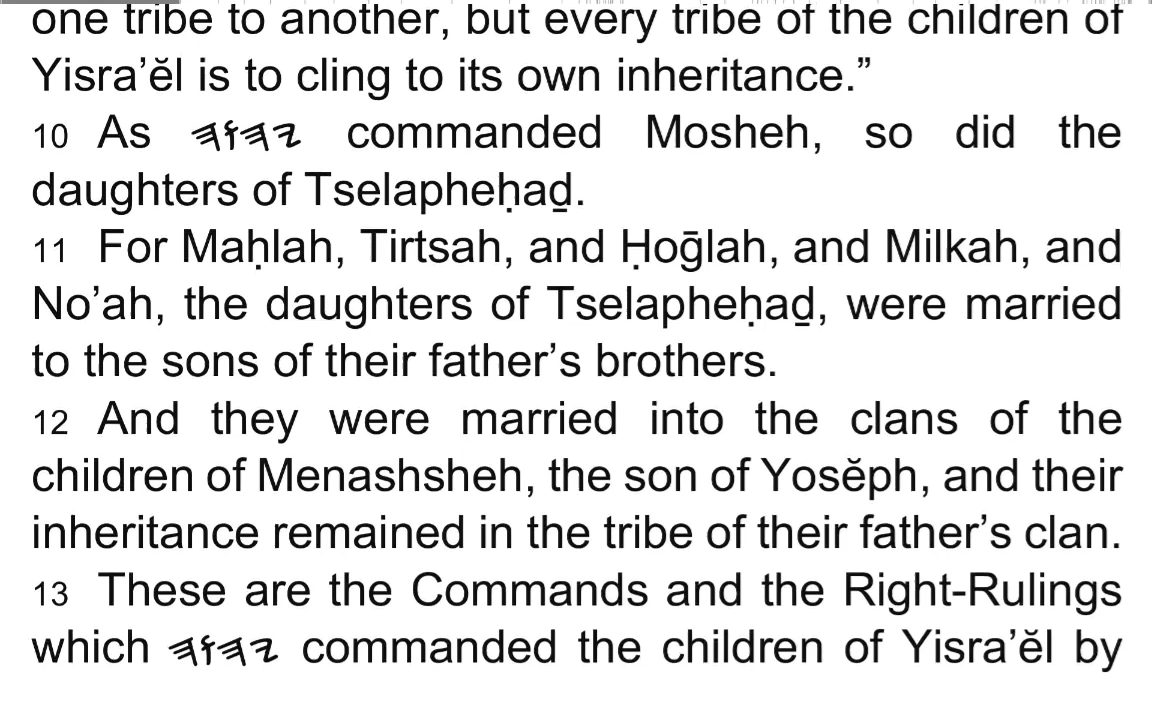 one tribe to another, but every tribe of the children of
Yisra’ĕl is to cling to its own inheritance.”
10 As 𐤉𐤄𐤅𐤄 commanded Mosheh, so did the
daughters of Tselapheḥaḏ.
11 For Maḥlah, Tirtsah, and Ḥoḡlah, and Milkah, and
No’ah, the daughters of Tselapheḥaḏ, were married
to the sons of their father’s brothers.
12 And they were married into the clans of the
children of Menashsheh, the son of Yosĕph, and their
inheritance remained in the tribe of their father’s clan.
13 These are the Commands and the Right-Rulings
which 𐤉𐤄𐤅𐤄 commanded the children of Yisra’ĕl by